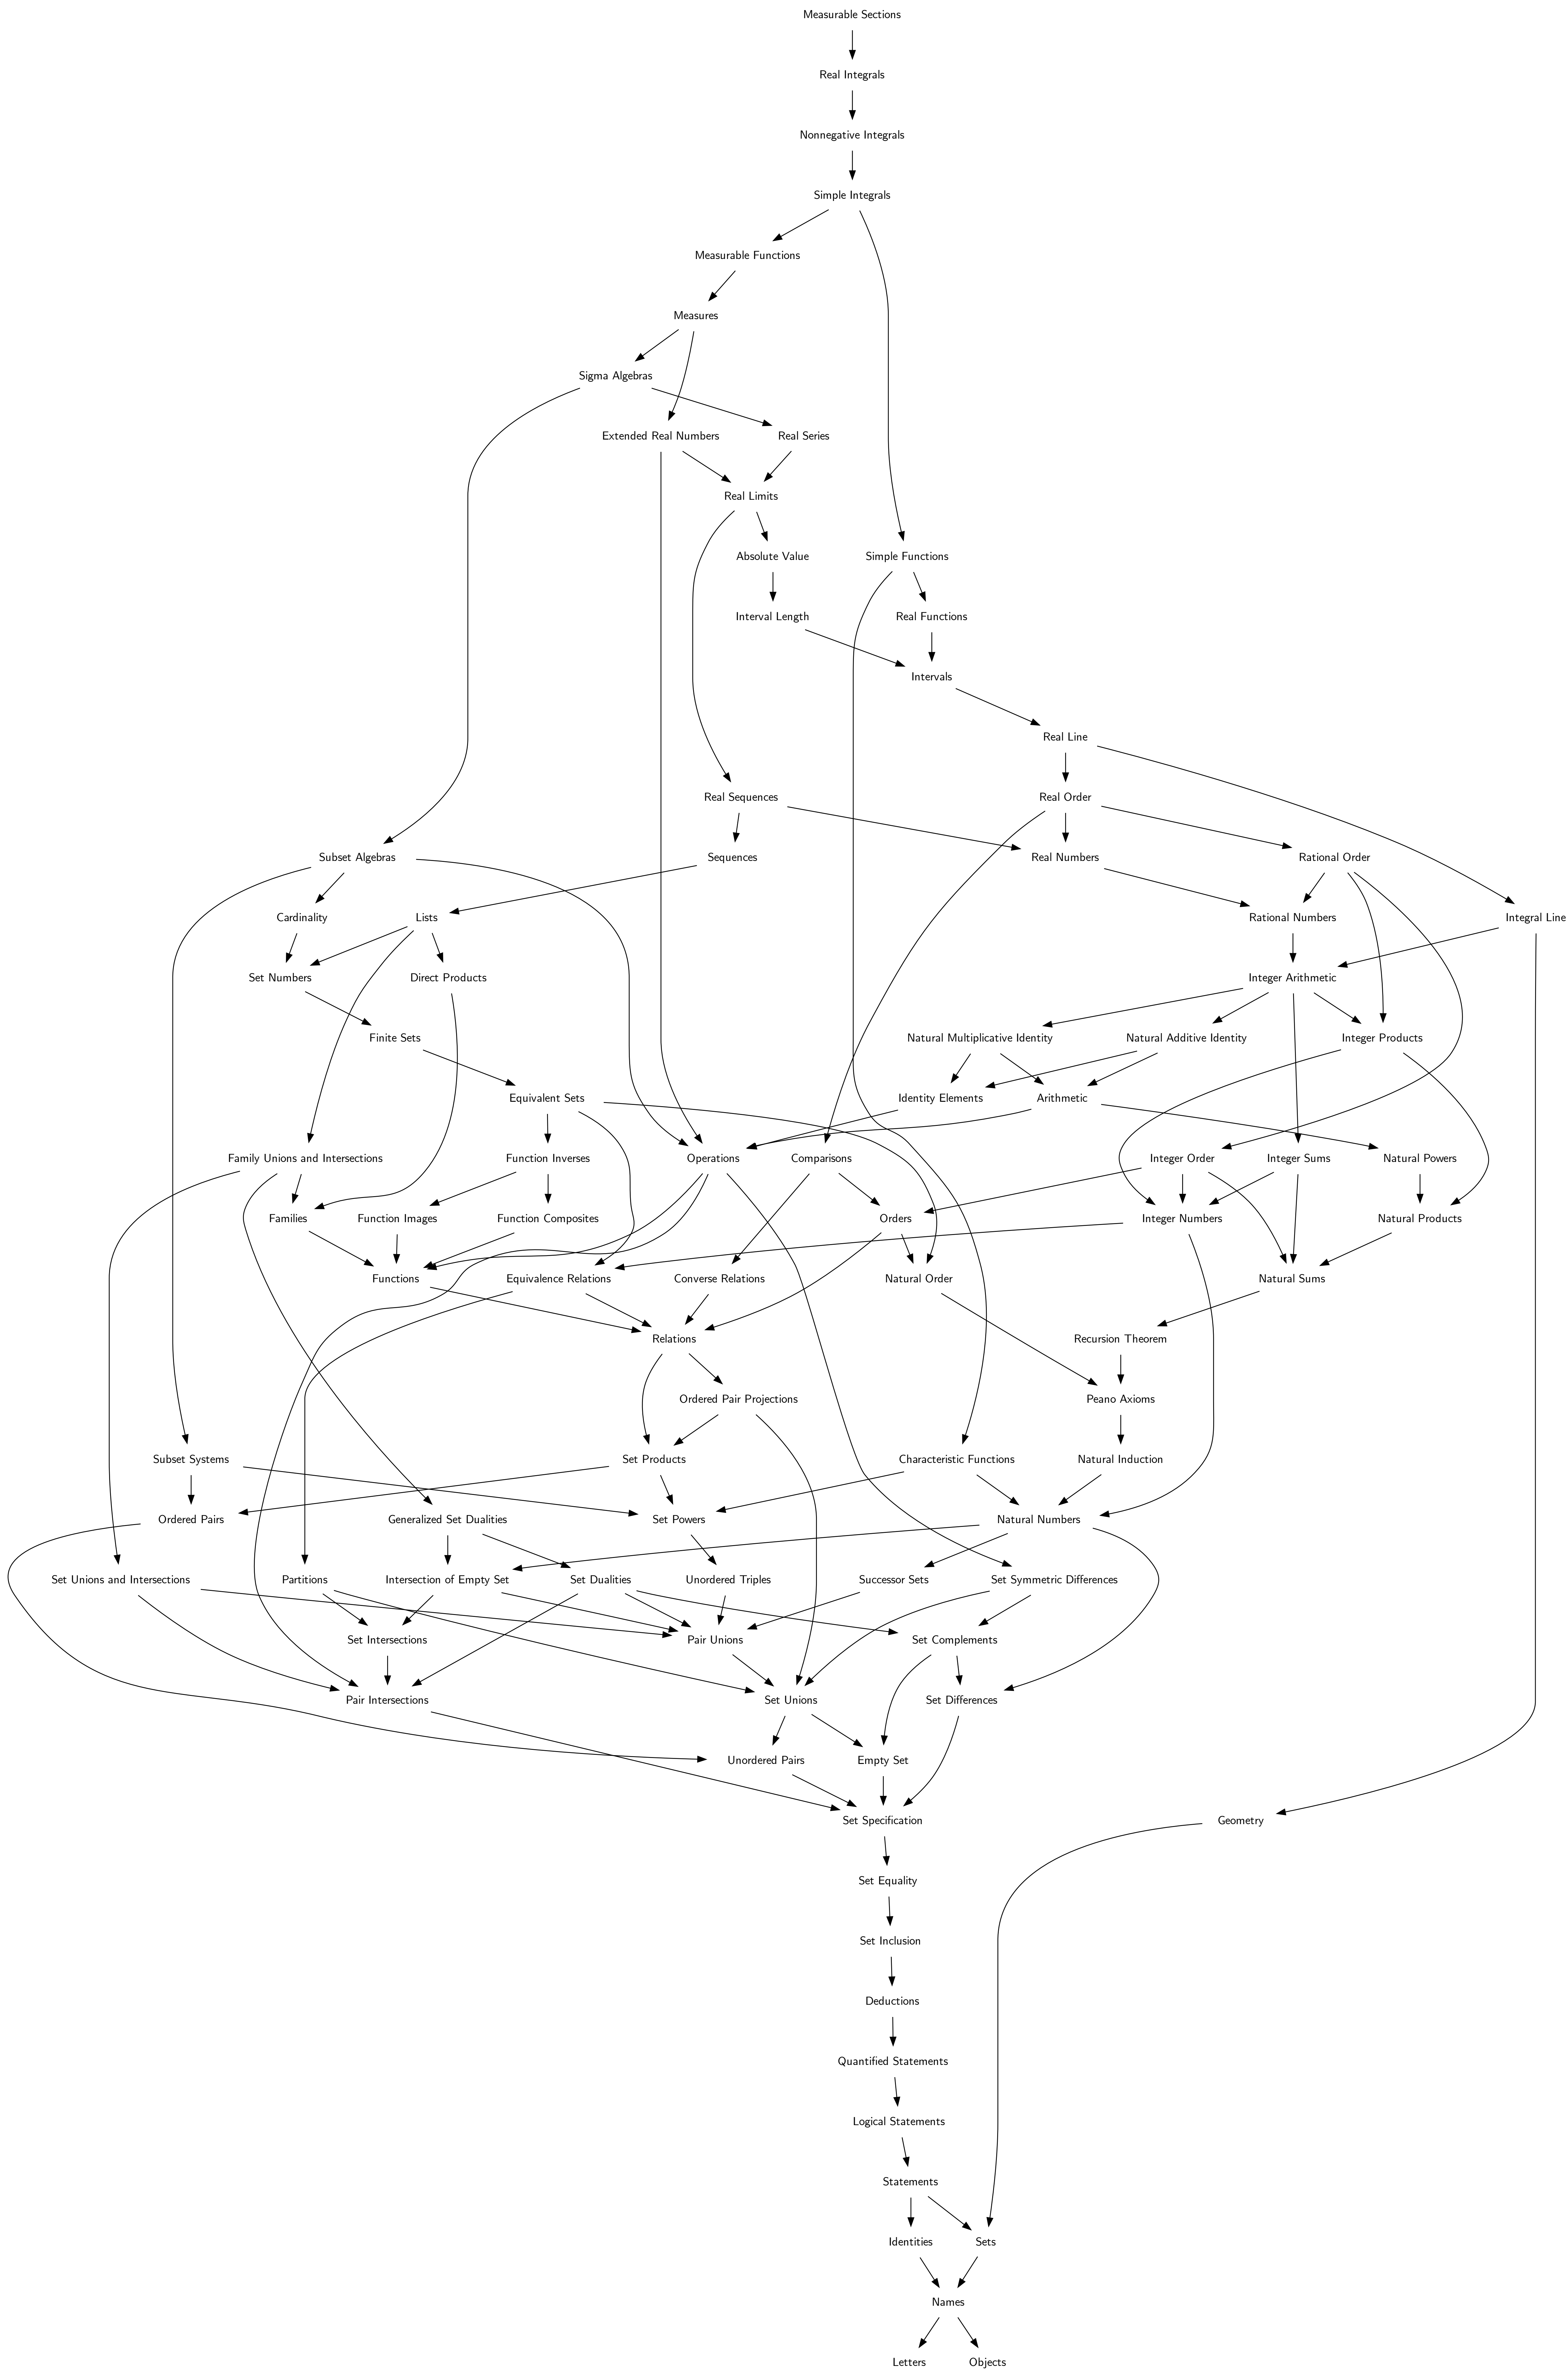 Measurable Sections
Real Integrals
Nonnegative Integrals
Simple Integrals
Measurable Functions
Measures
Sigma Algebras
Extended Real Numbers
Real Series
Real Limits
Absolute Value
Simple Functions
Interval Length
Real Functions
Intervals
Real Line
Real Sequences
Real Order
Subset Algebras
Sequences
Real Numbers
Rational Order
Cardinality
Lists
Rational Numbers
Integral Line
Set Numbers
Direct Products
Integer Arithmetic
Finite Sets
Natural Multiplicative Identity
Natural Additive Identity
Integer Products
Equivalent Sets
Identity Elements
Arithmetic
Family Unions and Intersections
Function Inverses
Operations
Comparisons
Integer Order
Integer Sums
Natural Powers
Families
Function Images
Function Composites
Orders
Integer Numbers
Natural Products
Functions
Equivalence Relations
Converse Relations
Natural Order
Natural Sums
Relations
Recursion Theorem
Ordered Pair Projections
Peano Axioms
Subset Systems
Set Products
Characteristic Functions
Natural Induction
Ordered Pairs
Generalized Set Dualities
Set Powers
Natural Numbers
Set Unions and Intersections
Partitions
Intersection of Empty Set
Set Dualities
Unordered Triples
Successor Sets
Set Symmetric Differences
Set Intersections
Pair Unions
Set Complements
Pair Intersections
Set Unions
Set Differences
Unordered Pairs
Empty Set
Set Specification
Geometry
Set Equality
Set Inclusion
Deductions
Quantified Statements
Logical Statements
Statements
Identities
Sets
Names
Letters
Objects